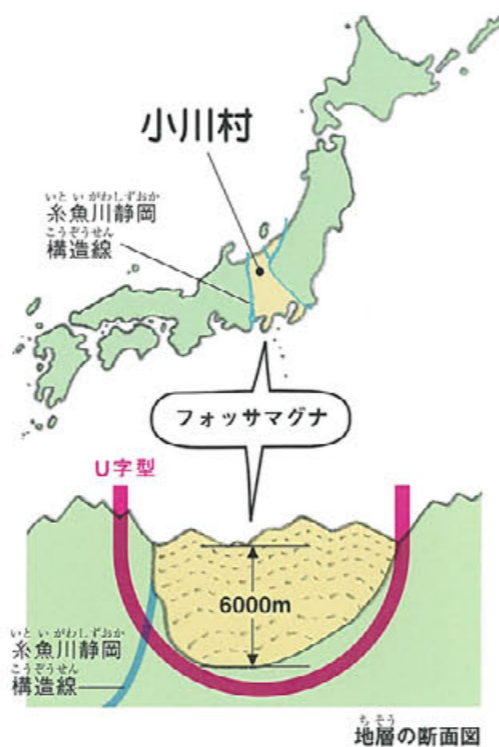 小川村
いといがわしずおか
糸魚川静岡
こうぞうせん
構造線
フォッサマグナ
U字型
6000m
いといがわしずおか
糸魚川静岡
こうぞうせん
構造線
ちそう
地層の断面図